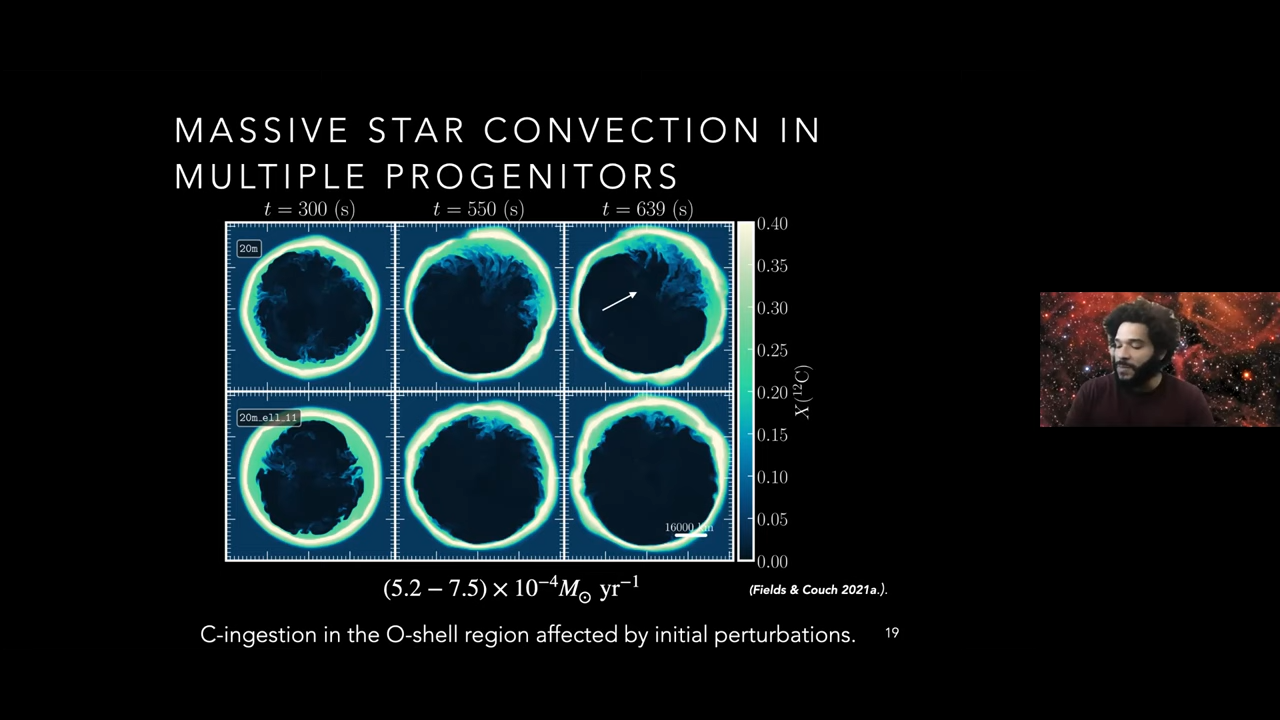 MASSIVE STAR CONVECTION IN
MULTIPLE PROGENITORS
t = 300 (s)
t = 550 (s)
t = 639 (s)
20m
20m_ell_11
16000 km
0.40
0.35
0.30
0.25
0.20
0.15
0.10
0.05
0.00
X(¹²C)
(5.2 − 7.5) × 10⁻⁴M☉ yr⁻¹
(Fields & Couch 2021a.).
C-ingestion in the O-shell region affected by initial perturbations.
19